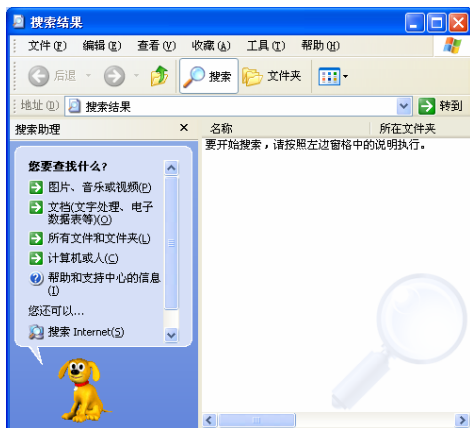 搜索结果
文件(F) 编辑(E) 查看(V) 收藏(A) 工具(T) 帮助(H)
后退 搜索 文件夹
地址(D) 搜索结果 转到
搜索助理 × 名称 所在文件夹
要开始搜索，请按照左边窗格中的说明执行。
您要查找什么?
图片、音乐或视频(P)
文档(文字处理、电子
数据表等)(O)
所有文件和文件夹(L)
计算机或人(C)
帮助和支持中心的信息
(I)
您还可以...
搜索 Internet(S)